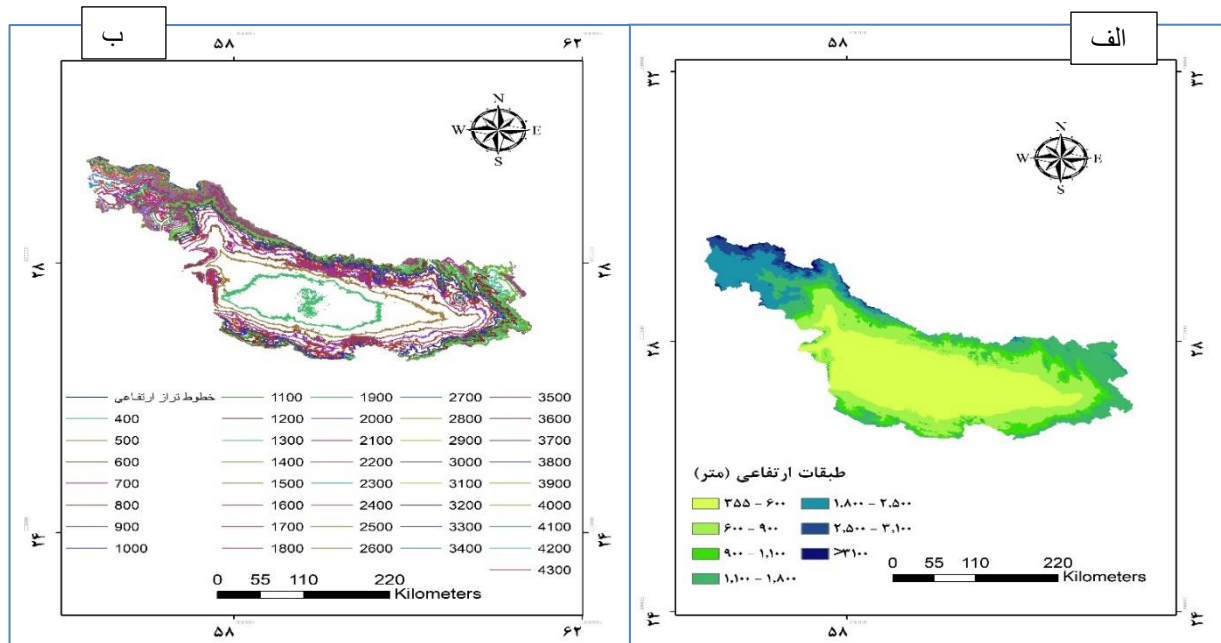 الف
۵۸
۳۲
۳۲
N
W E
S
۲۸
۲۸
طبقات ارتفاعی (متر)
۳۵۵ - ۶۰۰
۱,۸۰۰ - ۲,۵۰۰
۶۰۰ - ۹۰۰
۲,۵۰۰ - ۳,۱۰۰
۹۰۰ - ۱,۱۰۰
>۳۱۰۰
۱,۱۰۰ - ۱,۸۰۰
0 55 110 220
Kilometers
۲۴
۲۴
۵۸
ب
۵۸ ۶۲
N
W E
S
۲۸
خطوط تراز ارتفاعی 1100 1900 2700 3500
400 1200 2000 2800 3600
500 1300 2100 2900 3700
600 1400 2200 3000 3800
700 1500 2300 3100 3900
800 1600 2400 3200 4000
900 1700 2500 3300 4100
1000 1800 2600 3400 4200
4300
0 55 110 220
Kilometers
۲۴
۵۸ ۶۲